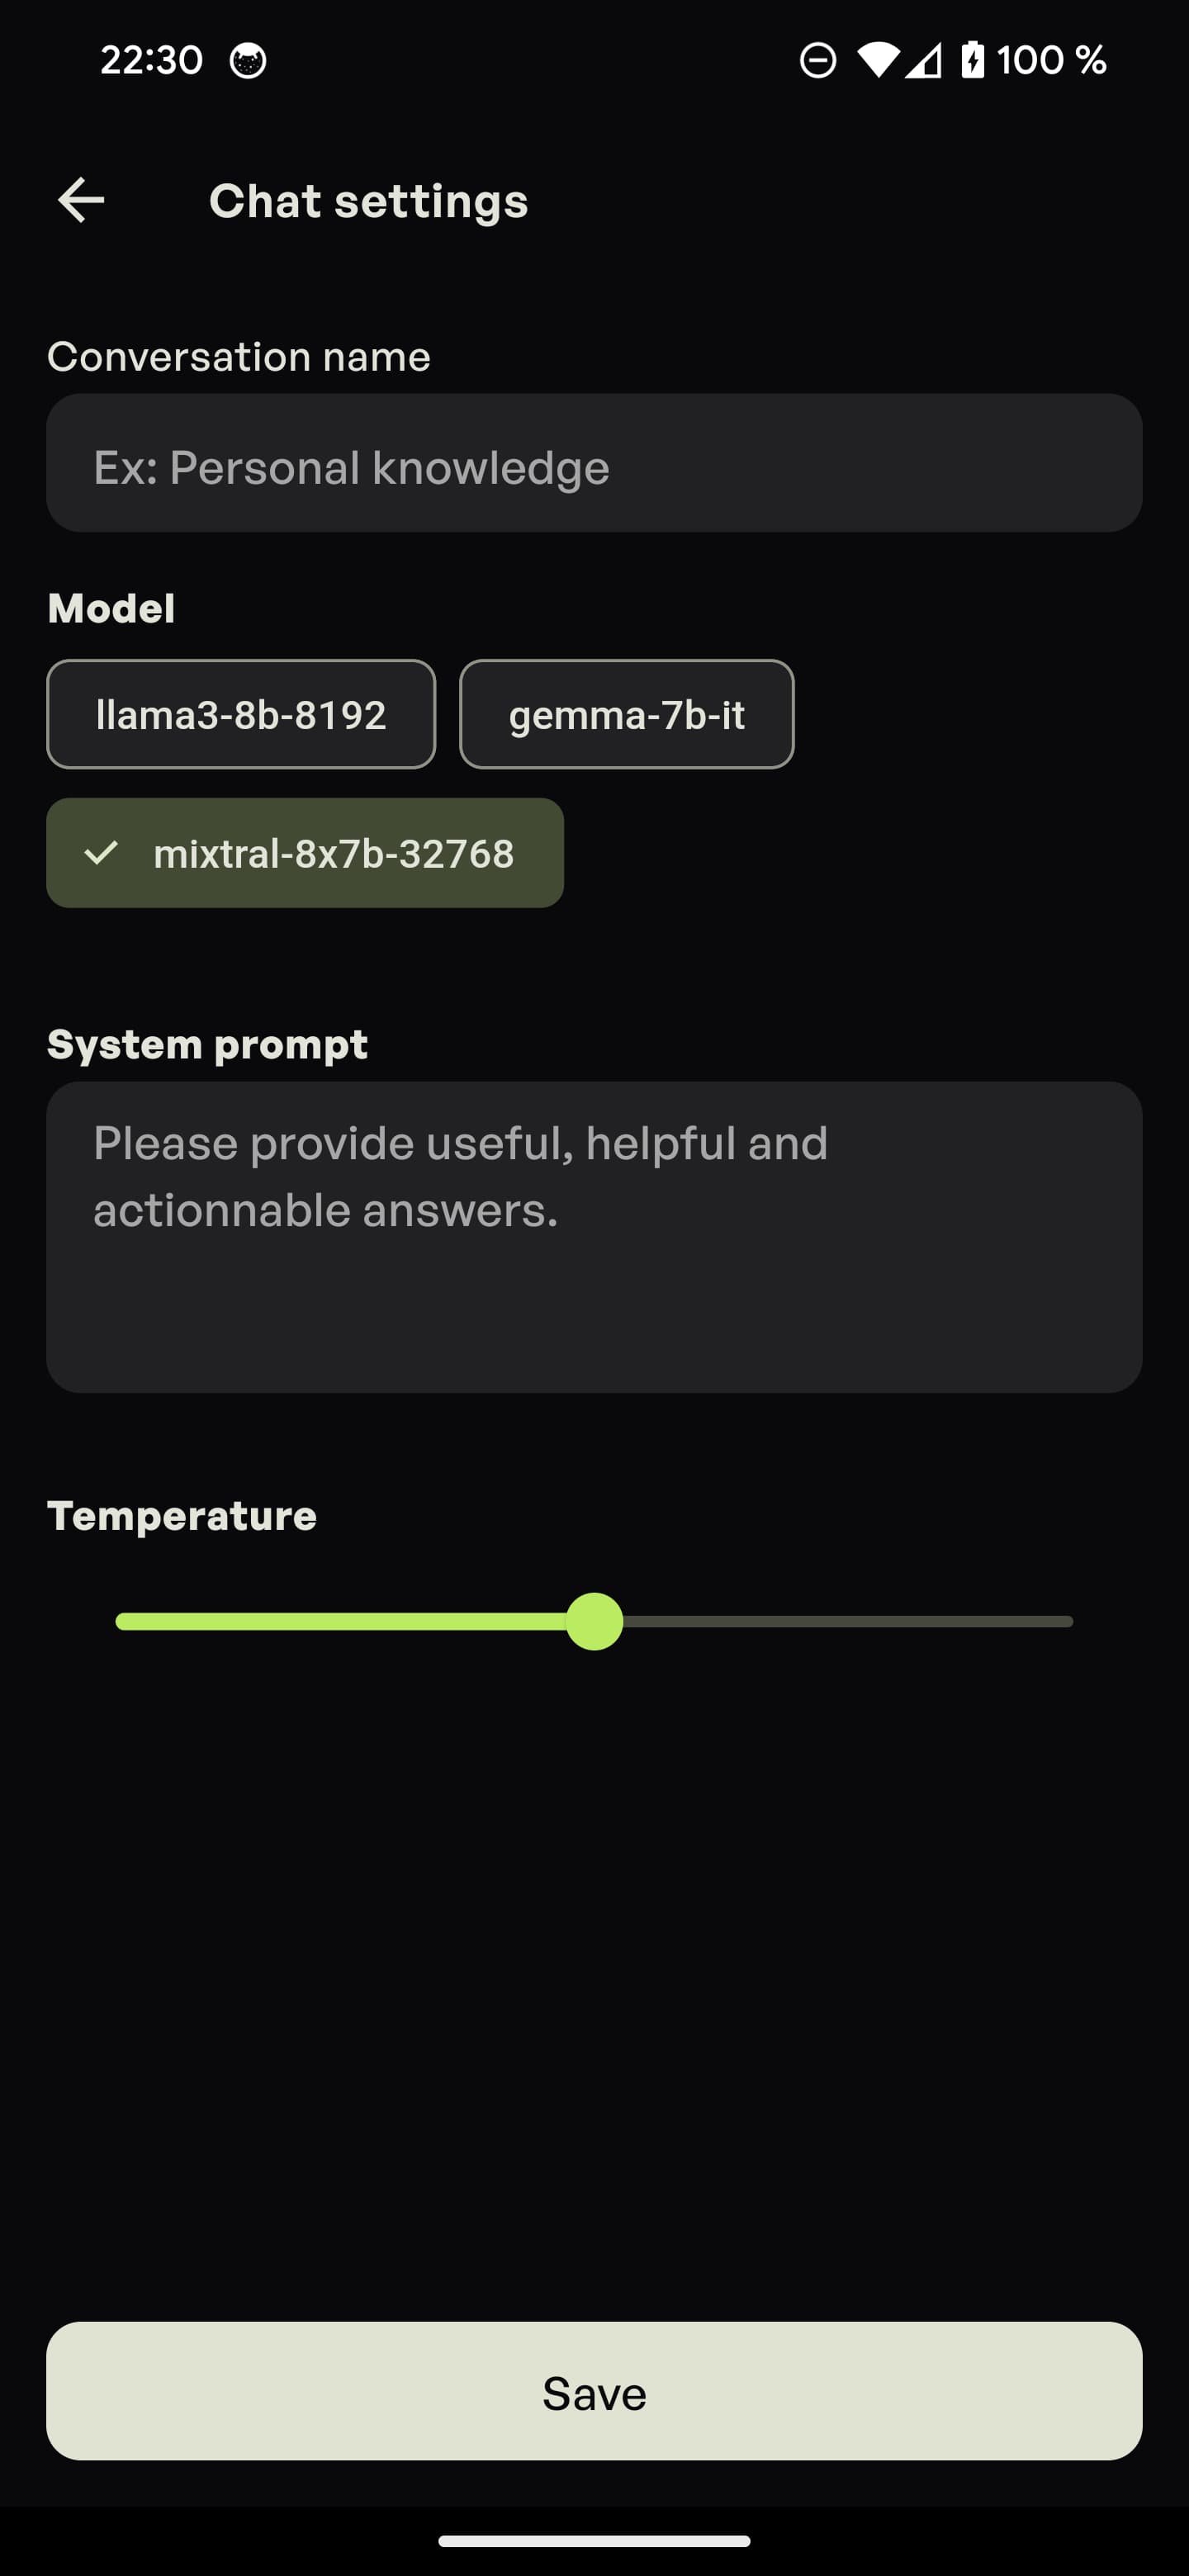 22:30
100 %
Chat settings
Conversation name
Ex: Personal knowledge
Model
llama3-8b-8192
gemma-7b-it
mixtral-8x7b-32768
System prompt
Please provide useful, helpful and
actionnable answers.
Temperature
Save